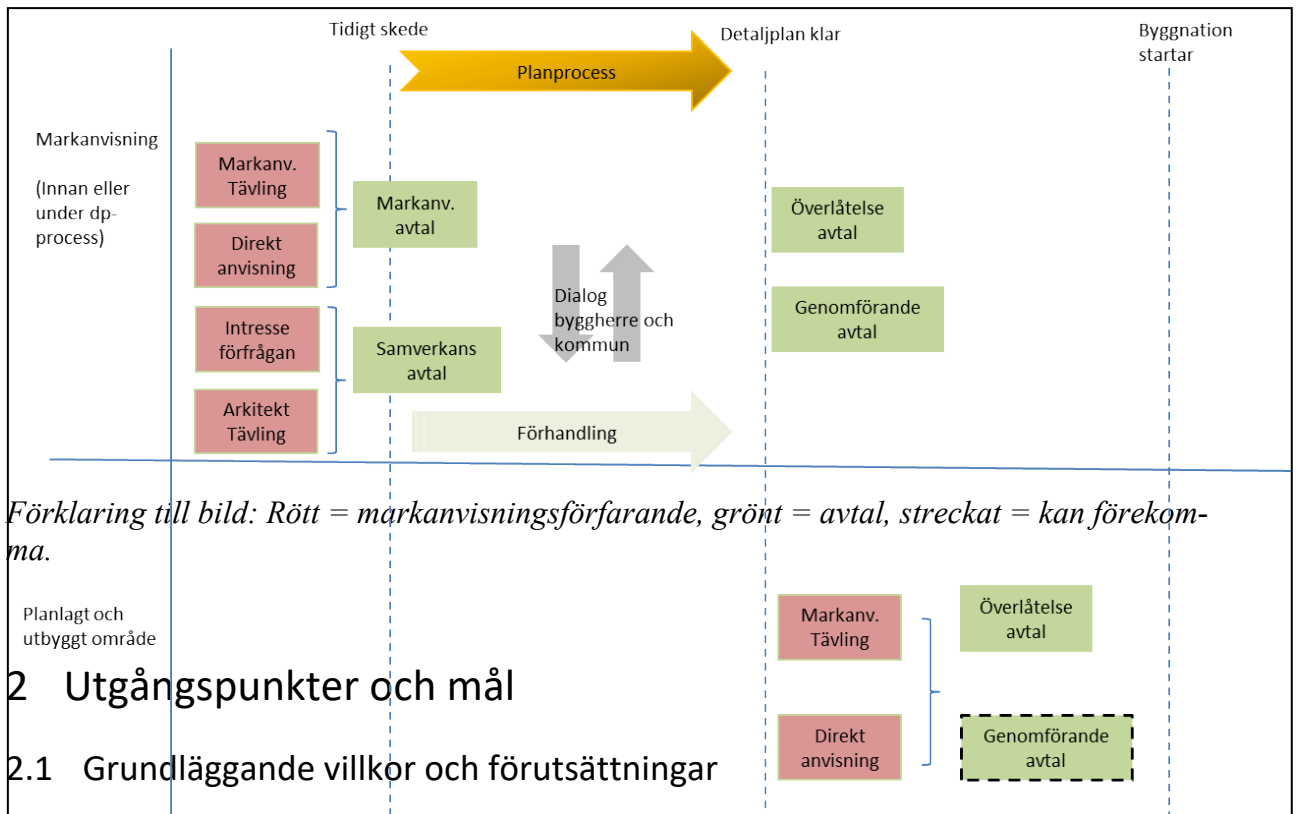 Tidigt skede
Detaljplan klar
Byggnation
startar
Planprocess
Markanvisning
(Innan eller
under dp-
process)
Markanv.
Tävling
Direkt
anvisning
Markanv.
avtal
Intresse
förfrågan
Arkitekt
Tävling
Samverkans
avtal
Dialog
byggherre och
kommun
Förhandling
Överlåtelse
avtal
Genomförande
avtal
Förklaring till bild: Rött = markanvisningsförfarande, grönt = avtal, streckat = kan förekom-
ma.
Planlagt och
utbyggt område
Markanv.
Tävling
Direkt
anvisning
Överlåtelse
avtal
Genomförande
avtal
2 Utgångspunkter och mål
2.1 Grundläggande villkor och förutsättningar